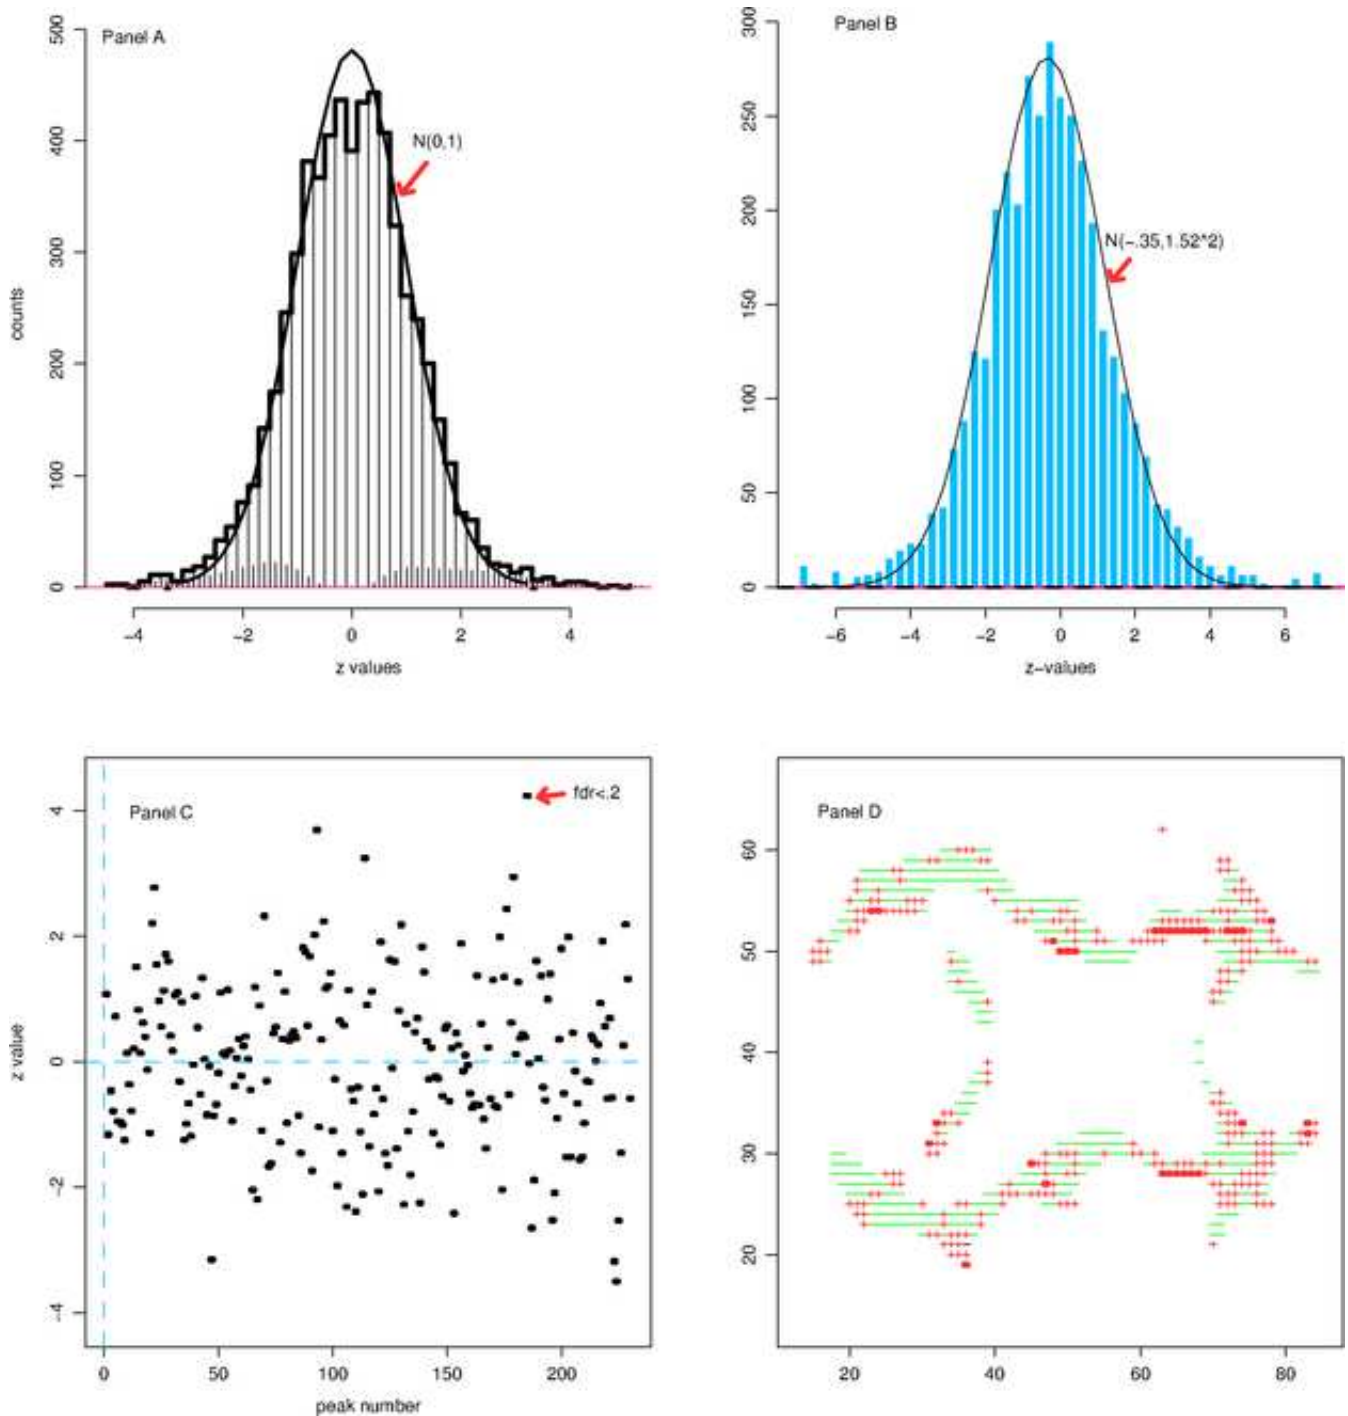 Panel A
500
400
300
200
100
0
counts
N(0,1)
−4 −2 0 2 4
z values
Panel B
300
250
200
150
100
50
0
N(−.35,1.52^2)
−6 −4 −2 0 2 4 6
z−values
Panel C
fdr<.2
4
2
0
-2
-4
z value
0 50 100 150 200
peak number
Panel D
60
50
40
30
20
20 40 60 80